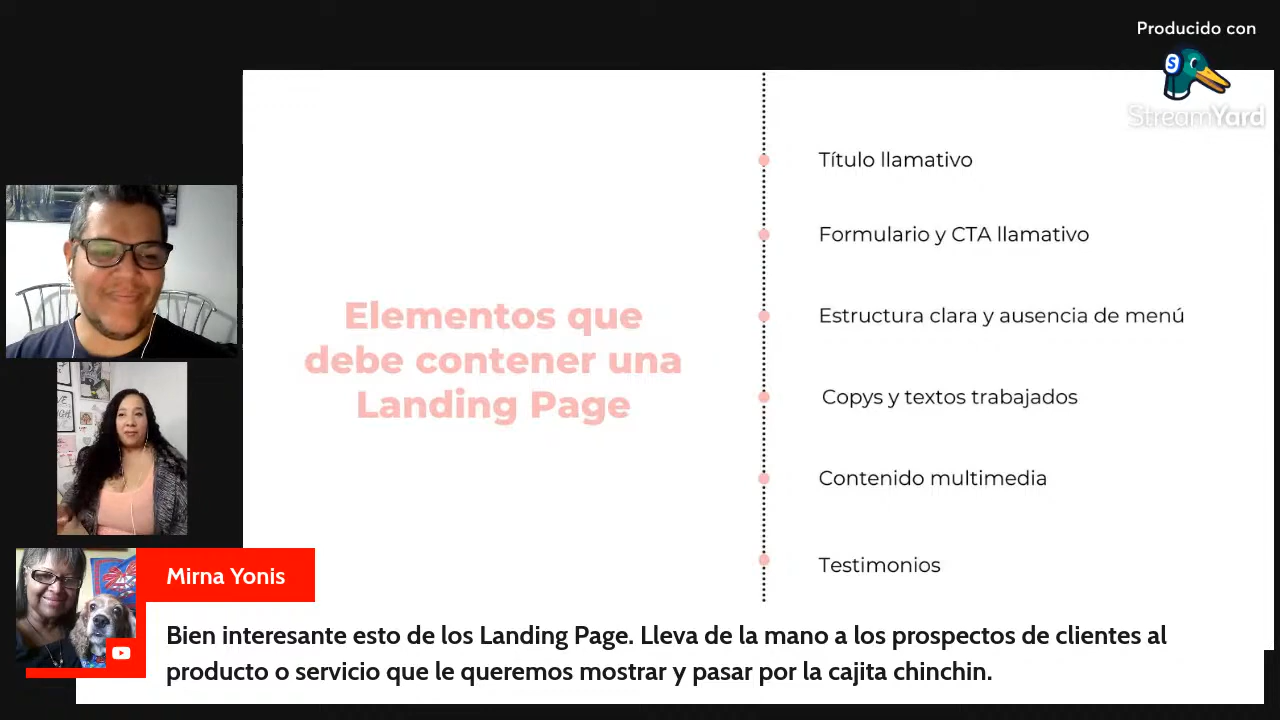 Producido con
StreamYard
Título llamativo
Formulario y CTA llamativo
Estructura clara y ausencia de menú
Copys y textos trabajados
Contenido multimedia
Testimonios
Elementos que
debe contener una
Landing Page
Mirna Yonis
Bien interesante esto de los Landing Page. Lleva de la mano a los prospectos de clientes al
producto o servicio que le queremos mostrar y pasar por la cajita chinchin.